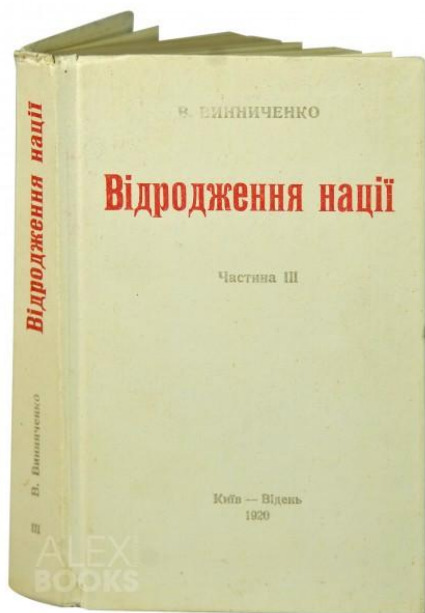 В. ВИННИЧЕНКО
Відродження нації
Частина III
Київ — Відень
1920
Відродження нації
В. Винниченко
III
ALEX
BOOKS